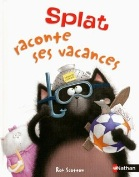 Splat
raconte
ses vacances
Rob Scotton
Nathan